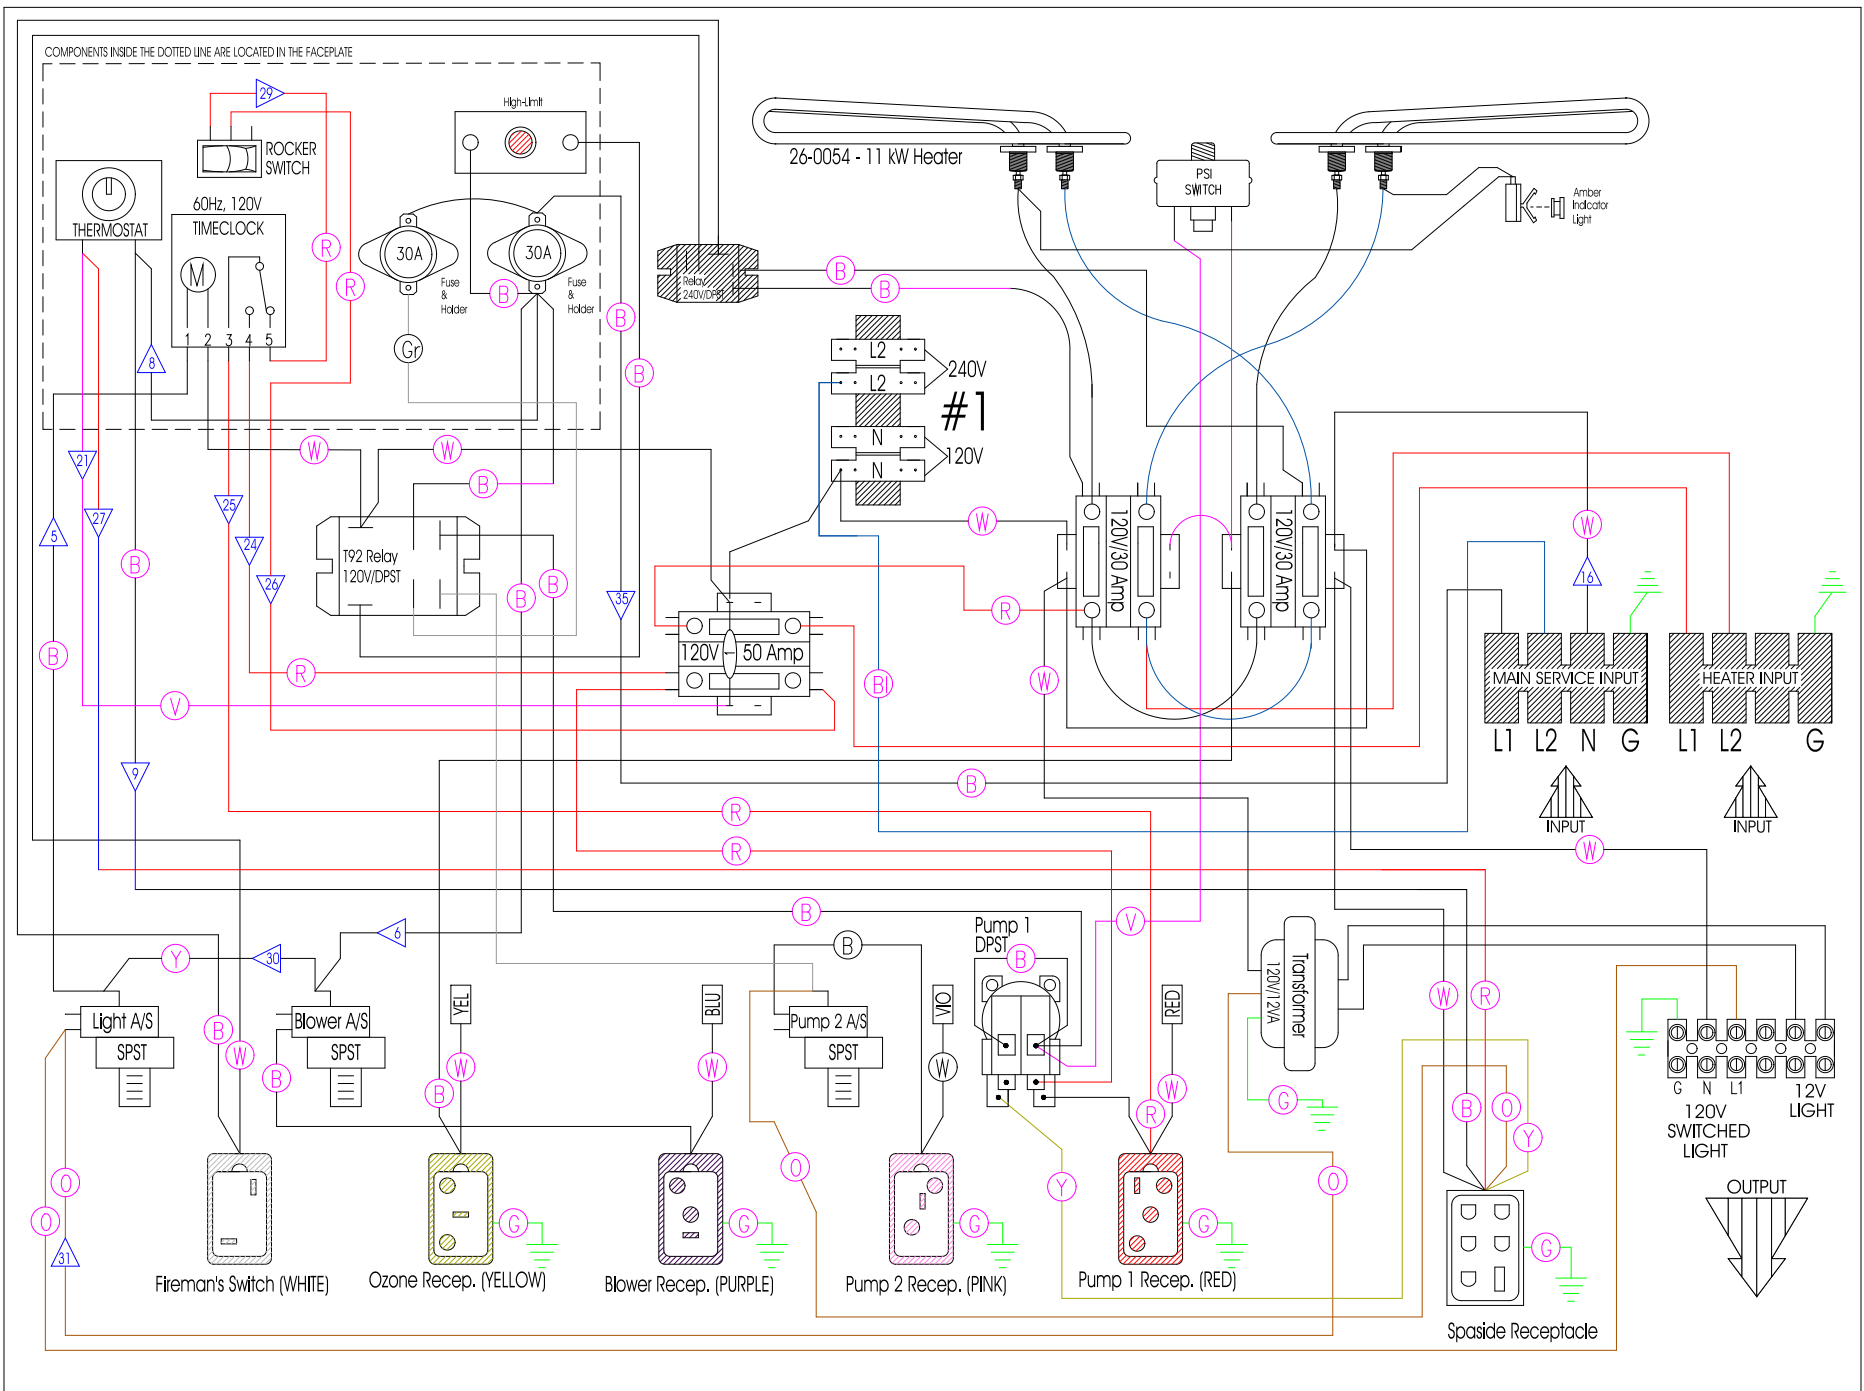 COMPONENTS INSIDE THE DOTTED LINE ARE LOCATED IN THE FACEPLATE
29
High-Limit
ROCKER
SWITCH
26-0054 - 11 kW Heater
PSI
SWITCH
Amber
Indicator
Light
THERMOSTAT
60Hz, 120V
TIMECLOCK
M
1 2 3 4 5
R
R
30A
30A
Fuse
&
Holder
Fuse
&
Holder
B
B
B
Gr
8
Relay
240V/DPST
B
B
L2
L2
240V
#1
N
N
120V
W
W
B
21
27
5
25
24
26
B
T92 Relay
120V/DPST
B
B
35
W
120V/30 Amp
120V/30 Amp
W
16
R
B
R
V
120V 1 50 Amp
Bl
W
MAIN SERVICE INPUT
HEATER INPUT
L1 L2 N G
L1 L2 G
INPUT
INPUT
9
B
R
R
W
B
V
6
Y
30
B
Pump 1
DPST
B
Light A/S
SPST
Blower A/S
SPST
YEL
BLU
Pump 2 A/S
SPST
VIO
RED
Transformer
120V/12VA
W
R
B
W
B
W
B
W
W
R
W
G
B
O
Y
G N L1
120V
SWITCHED
LIGHT
12V
LIGHT
O
O
31
O
Y
O
G
G
G
G
G
OUTPUT
Fireman's Switch (WHITE)
Ozone Recep. (YELLOW)
Blower Recep. (PURPLE)
Pump 2 Recep. (PINK)
Pump 1 Recep. (RED)
Spaside Receptacle